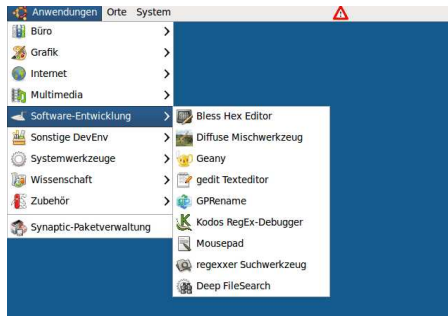 Anwendungen Orte System
Büro
Grafik
Internet
Multimedia
Software-Entwicklung
Sonstige DevEnv
Systemwerkzeuge
Wissenschaft
Zubehör
Synaptic-Paketverwaltung
Bless Hex Editor
Diffuse Mischwerkzeug
Geany
gedit Texteditor
GPRename
Kodos RegEx-Debugger
Mousepad
regexxer Suchwerkzeug
Deep FileSearch